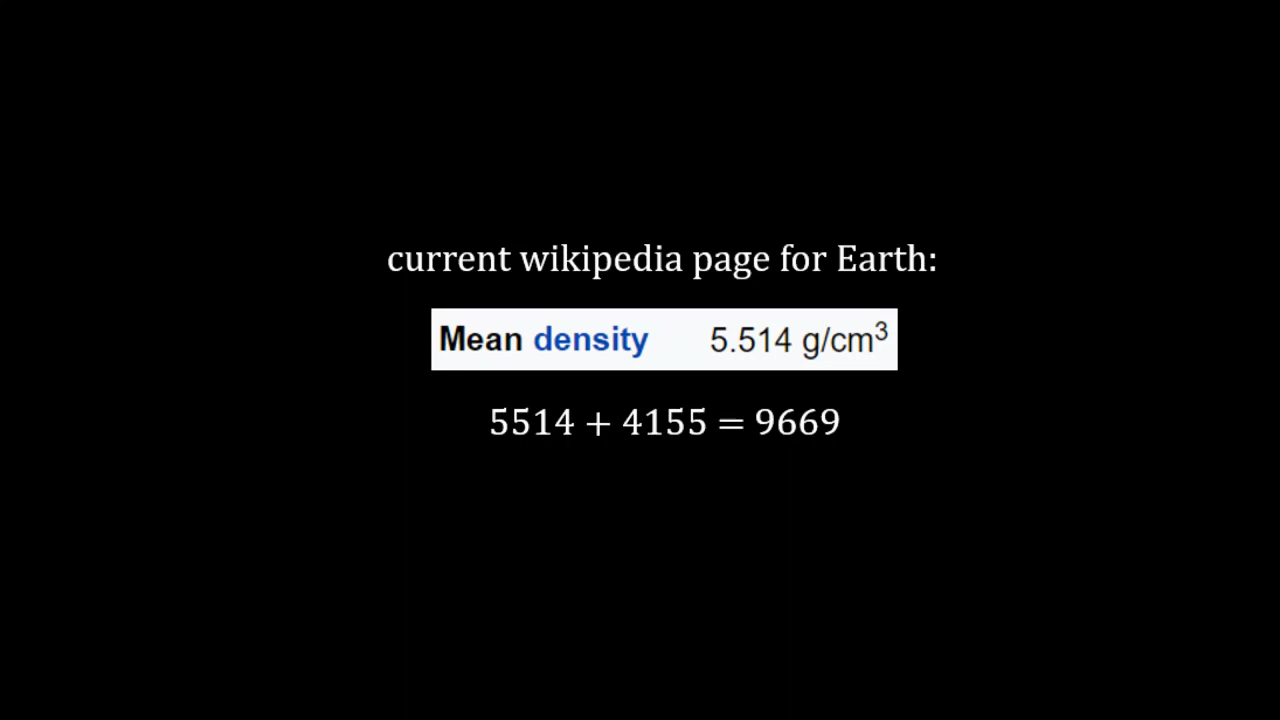 current wikipedia page for Earth:
Mean density 5.514 g/cm³
5514 + 4155 = 9669